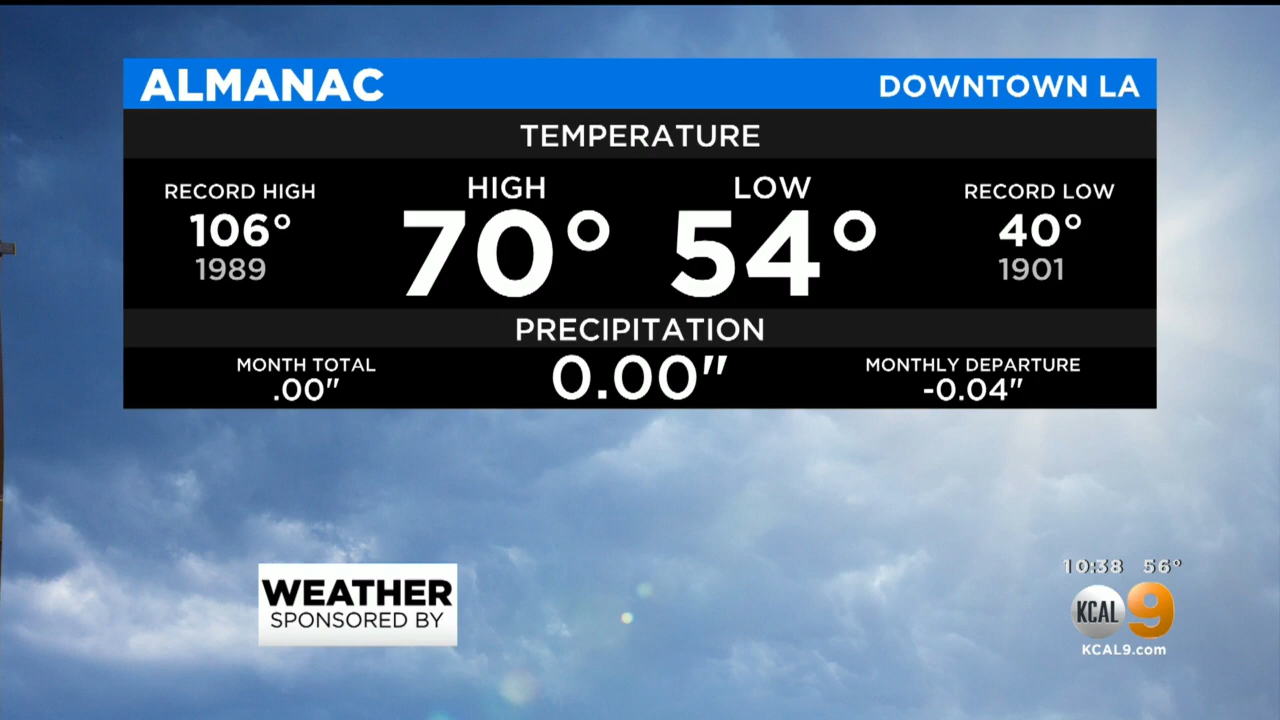 ALMANAC
DOWNTOWN LA
TEMPERATURE
RECORD HIGH
106°
1989
HIGH
70°
LOW
54°
RECORD LOW
40°
1901
PRECIPITATION
MONTH TOTAL
.00"
0.00"
MONTHLY DEPARTURE
-0.04"
WEATHER
SPONSORED BY
10:38 56°
KCAL 9
KCAL9.com